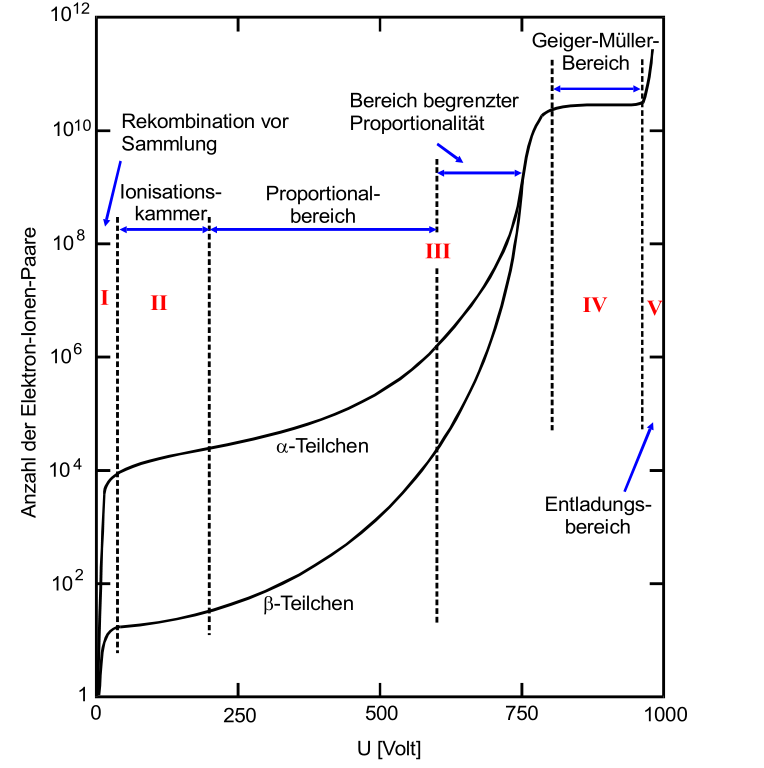 10^12
Geiger-Müller-
Bereich
Bereich begrenzter
Proportionalität
10^10
Rekombination vor
Sammlung
Ionisations-
kammer
Proportional-
bereich
10^8
III
I
II
IV
V
10^6
α-Teilchen
10^4
Entladungs-
bereich
10^2
β-Teilchen
1
0
250
500
750
1000
U [Volt]
Anzahl der Elektron-Ionen-Paare